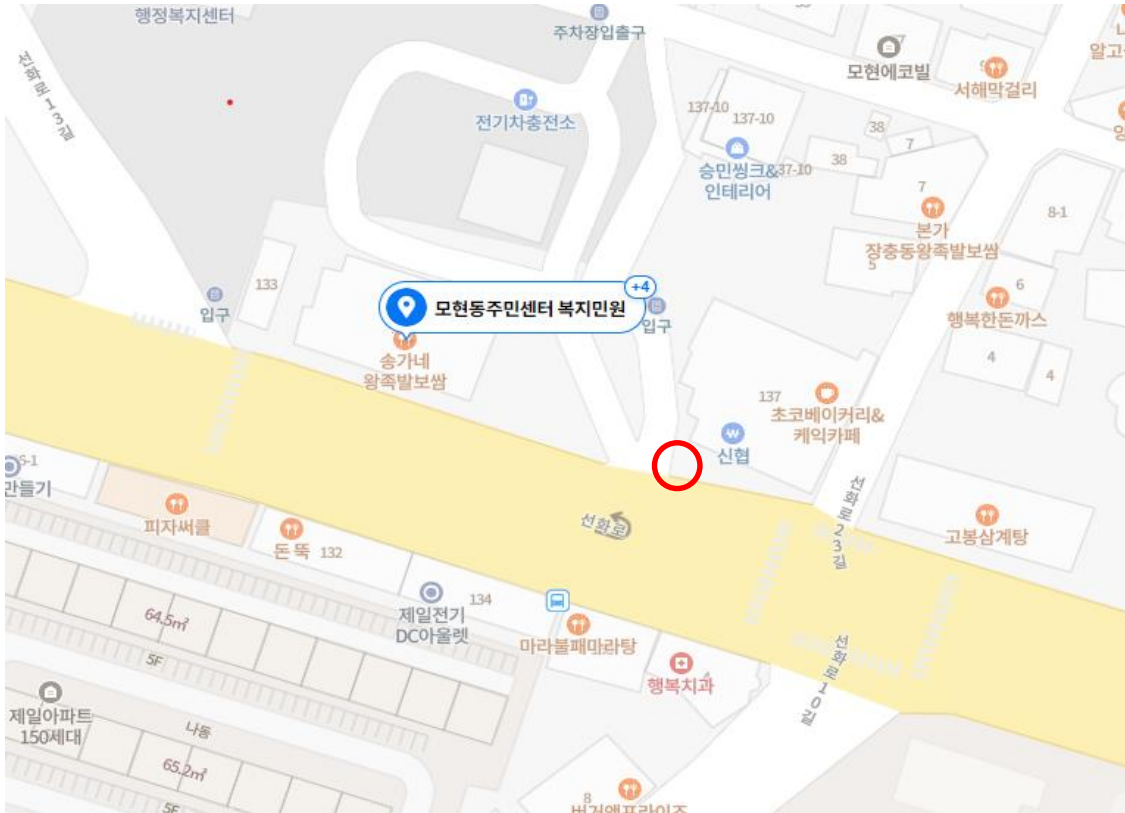 행정복지센터
주차장입출구
알고
모현에코빌
서해막걸리
선화로13길
전기차충전소
137-10
137-10
38
7
승민씽크&
인테리어
37-10
38
7
본가
장충동왕족발보쌈
5
8-1
133
입구
모현동주민센터 복지민원
+4
입구
6
행복한돈까스
송가네
왕족발보쌈
4
4
137
초코베이커리&
케익카페
신협
만들기
피자써클
돈뚝 132
선화로
선화로23길
고봉삼계탕
제일전기
DC아울렛
134
마라불패마라탕
64.5㎡
5F
행복치과
선화로10길
제일아파트
150세대
나동
65.2㎡
5F
8
버거앤프라이즈